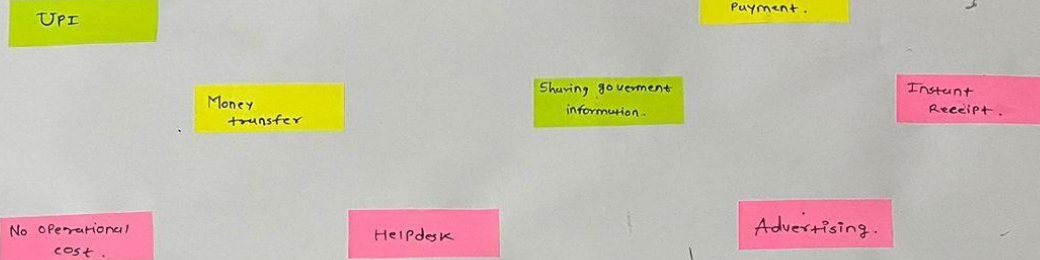 UPI
Payment.
Money
transfer
Sharing goverment
information.
Instant
Receipt.
No operational
cost.
Helpdesk
Advertising.